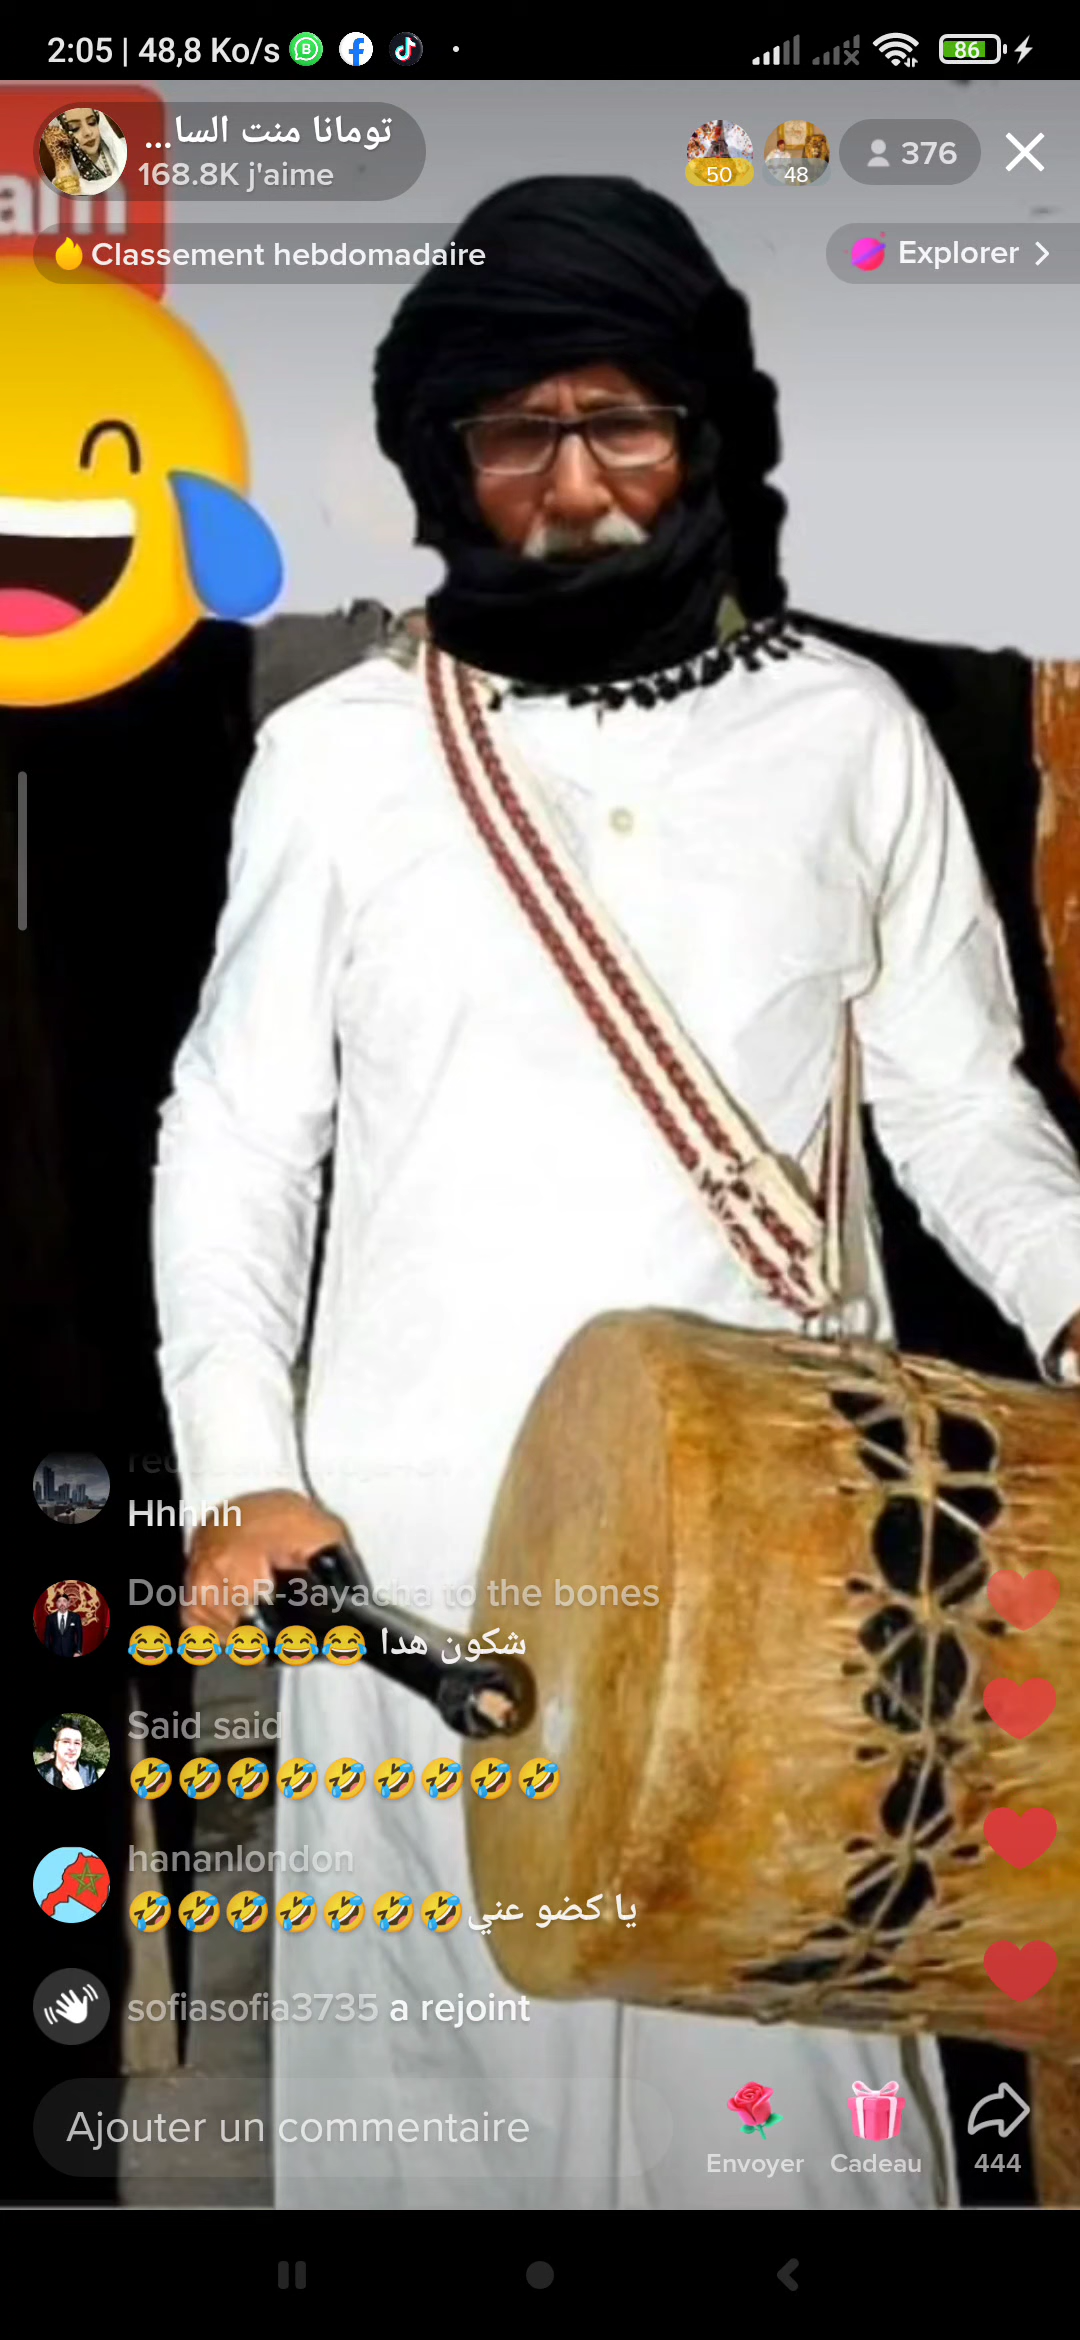 2:05 | 48,8 Ko/s
86
am
تومانا منت السا...
168.8K j'aime
50
48
376
Classement hebdomadaire
Explorer
Hhhhh
DouniaR-3ayacha to the bones
شكون هدا 😂😂😂😂😂
Said said
🤣🤣🤣🤣🤣🤣🤣🤣🤣
hananlondon
يا كضو عني🤣🤣🤣🤣🤣🤣🤣
sofiasofia3735 a rejoint
Ajouter un commentaire
Envoyer
Cadeau
444